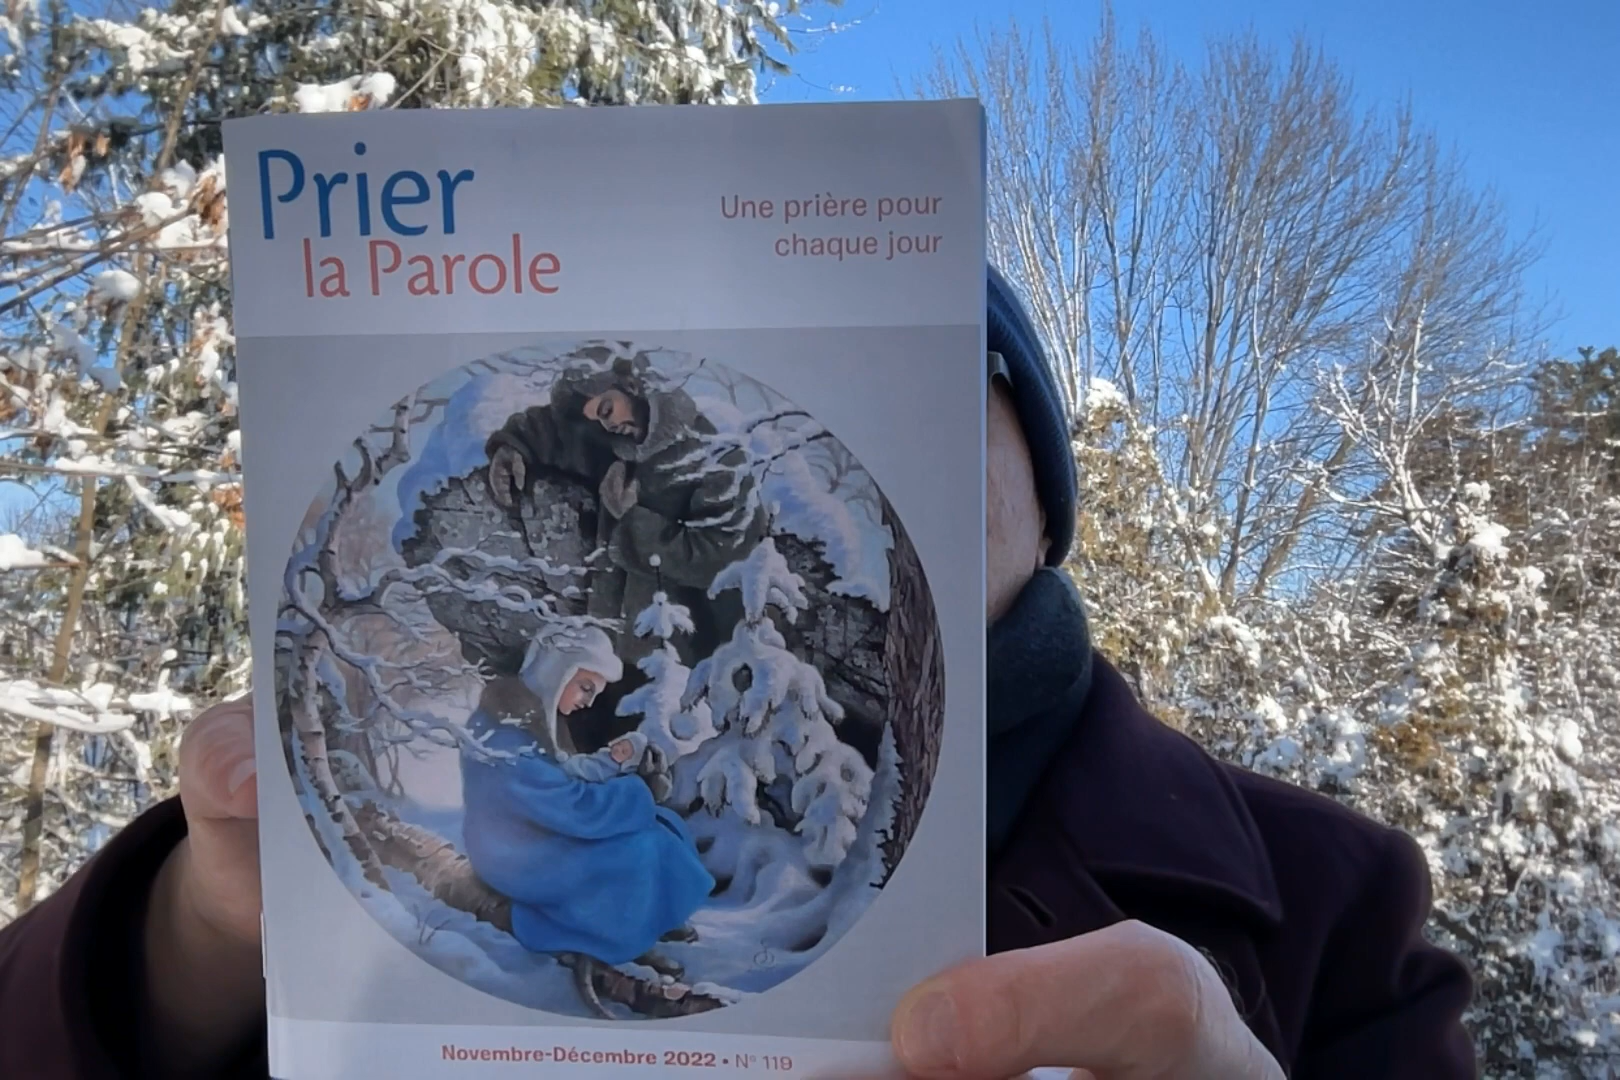 Prier
la Parole
Une prière pour
chaque jour
Novembre-Décembre 2022 • N° 119